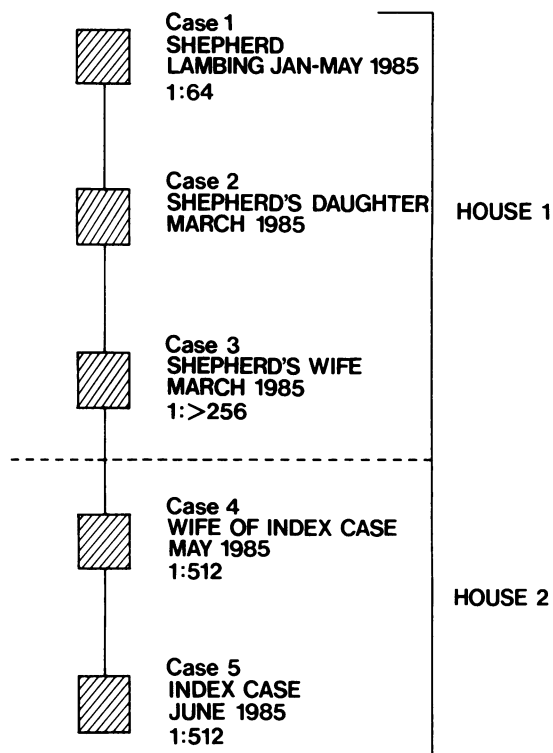 Case 1
SHEPHERD
LAMBING JAN-MAY 1985
1:64
Case 2
SHEPHERD'S DAUGHTER
MARCH 1985
HOUSE 1
Case 3
SHEPHERD'S WIFE
MARCH 1985
1:>256
Case 4
WIFE OF INDEX CASE
MAY 1985
1:512
HOUSE 2
Case 5
INDEX CASE
JUNE 1985
1:512